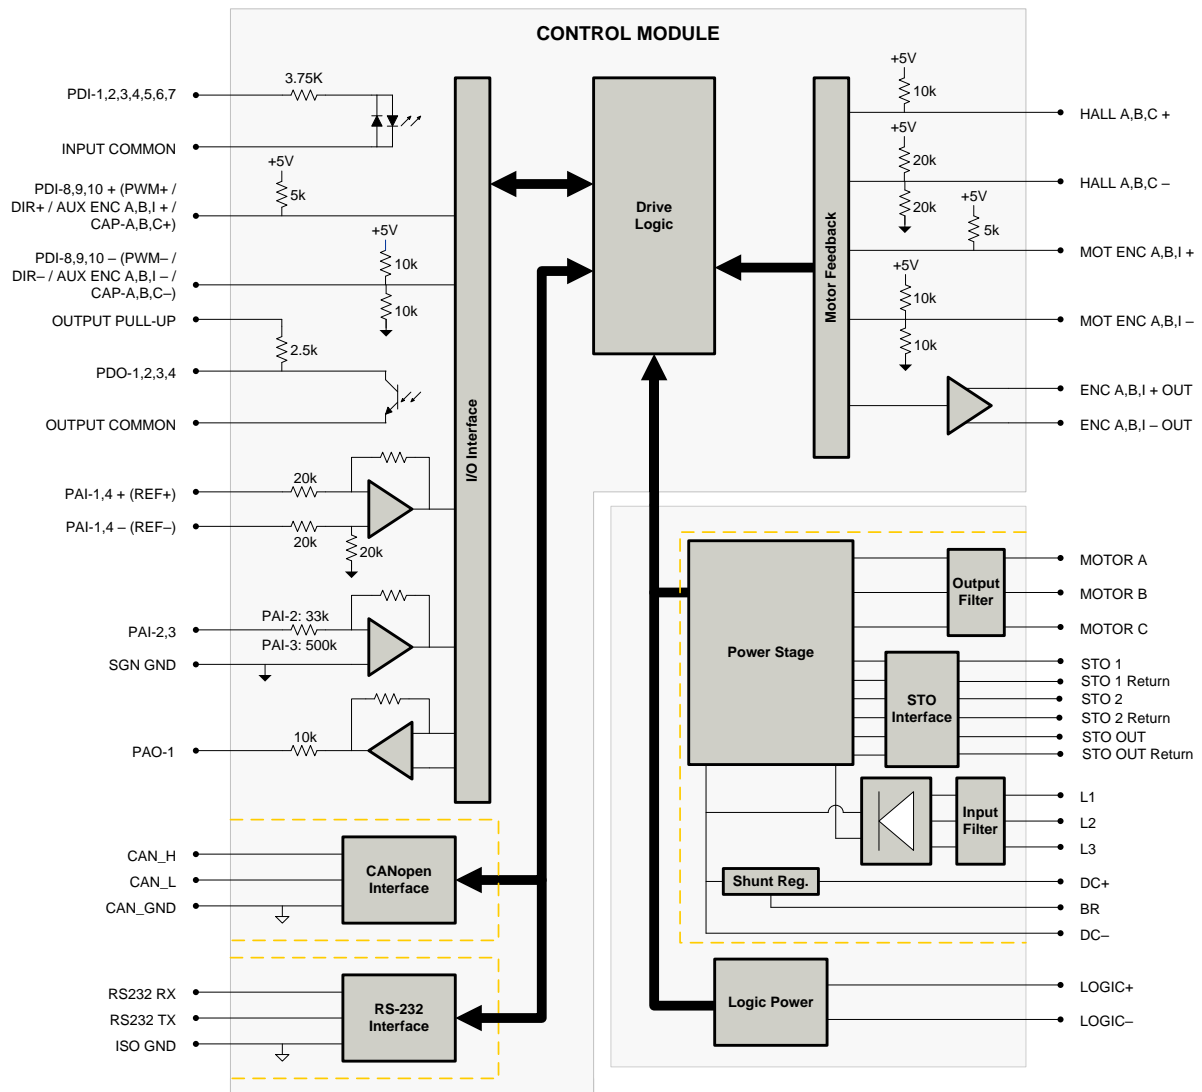 CONTROL MODULE
PDI-1,2,3,4,5,6,7
3.75K
INPUT COMMON
+5V
5k
PDI-8,9,10 + (PWM+ /
DIR+ / AUX ENC A,B,I + /
CAP-A,B,C+)
+5V
10k
10k
PDI-8,9,10 – (PWM– /
DIR– / AUX ENC A,B,I – /
CAP-A,B,C–)
OUTPUT PULL-UP
2.5k
PDO-1,2,3,4
OUTPUT COMMON
PAI-1,4 + (REF+)
20k
PAI-1,4 – (REF–)
20k
20k
PAI-2,3
PAI-2: 33k
PAI-3: 500k
SGN GND
PAO-1
10k
I/O Interface
CAN_H
CAN_L
CAN_GND
CANopen
Interface
RS232 RX
RS232 TX
ISO GND
RS-232
Interface
Drive
Logic
Motor Feedback
+5V
10k
HALL A,B,C +
+5V
20k
20k
HALL A,B,C –
+5V
5k
MOT ENC A,B,I +
+5V
10k
10k
MOT ENC A,B,I –
ENC A,B,I + OUT
ENC A,B,I – OUT
Power Stage
Output
Filter
MOTOR A
MOTOR B
MOTOR C
STO
Interface
STO 1
STO 1 Return
STO 2
STO 2 Return
STO OUT
STO OUT Return
Input
Filter
L1
L2
L3
Shunt Reg.
DC+
BR
DC–
Logic Power
LOGIC+
LOGIC–